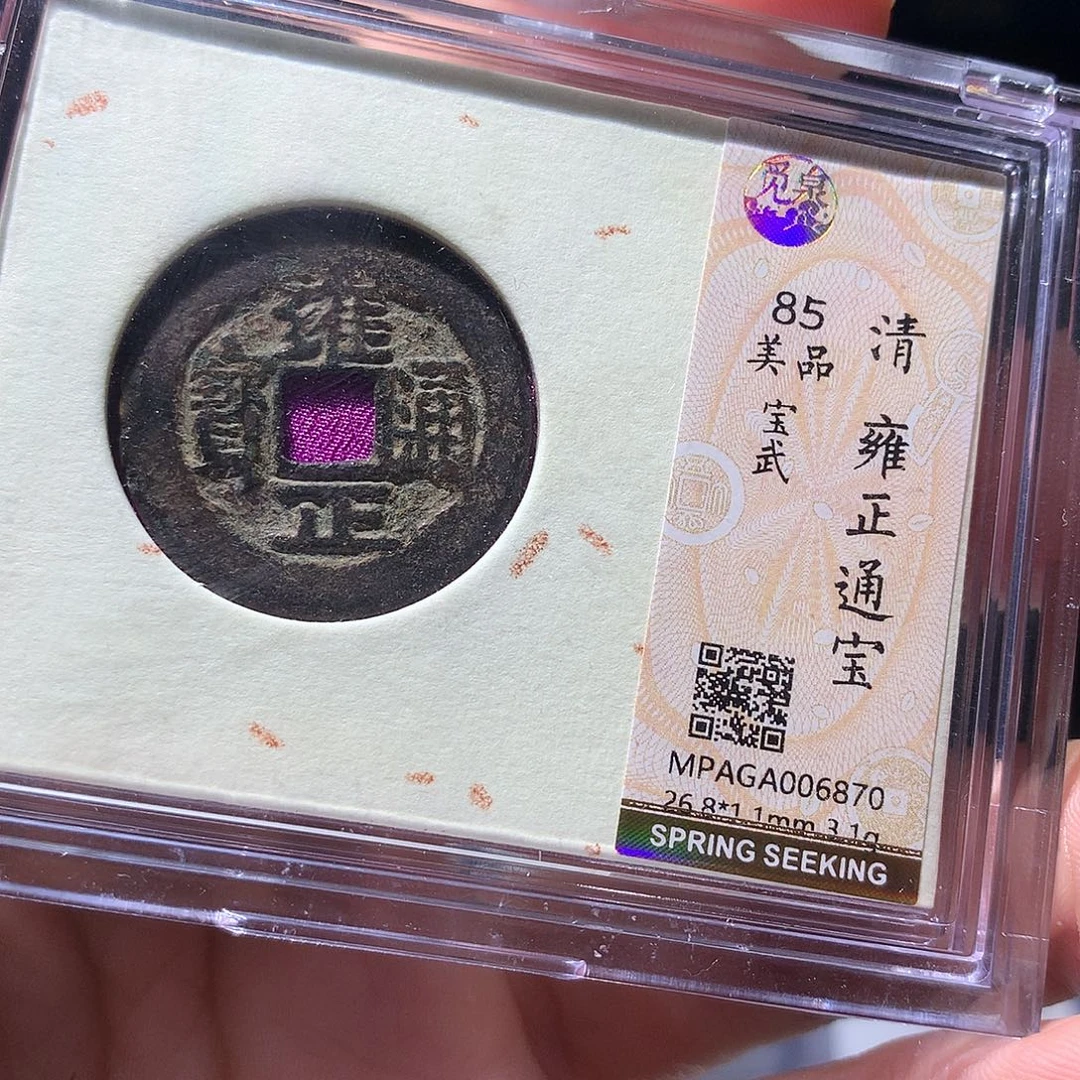 雍正通寳
觅泉
清 雍正通宝
85
美品
宝武
MPAGA006870
26.8*1.1mm 3.1g
SPRING SEEKING